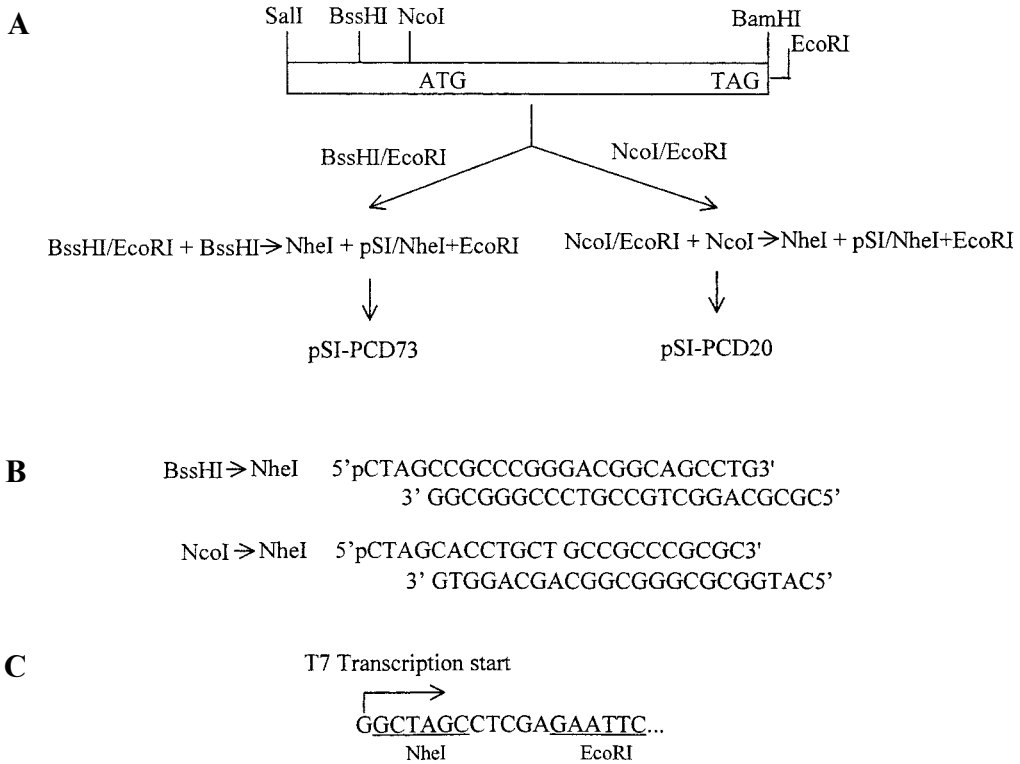 A
SalI BssHI NcoI BamHI
EcoRI
ATG TAG
BssHI/EcoRI NcoI/EcoRI
BssHI/EcoRI + BssHI→NheI + pSI/NheI+EcoRI NcoI/EcoRI + NcoI→NheI + pSI/NheI+EcoRI
pSI-PCD73 pSI-PCD20
B
BssHI→NheI 5'pCTAGCCGCCCGGGACGGCAGCCTG3'
3' GGCGGGCCCTGCCGTCGGACGCGC5'
NcoI→NheI 5'pCTAGCACCTGCT GCCGCCCGCGC3'
3' GTGGACGACGGCGGGCGCGGTAC5'
C
T7 Transcription start
GGCTAGCCTCGAGAATTC...
NheI EcoRI